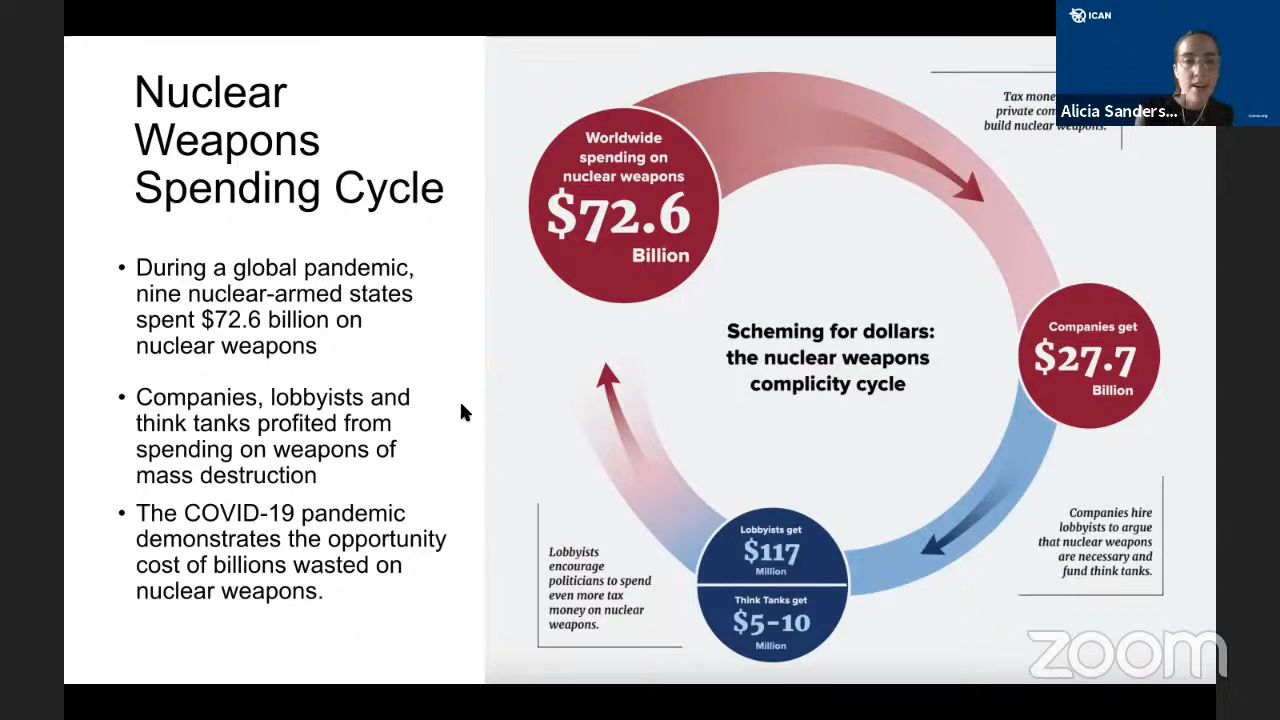 Nuclear
Weapons
Spending Cycle
• During a global pandemic,
nine nuclear-armed states
spent $72.6 billion on
nuclear weapons
• Companies, lobbyists and
think tanks profited from
spending on weapons of
mass destruction
• The COVID-19 pandemic
demonstrates the opportunity
cost of billions wasted on
nuclear weapons.
Worldwide
spending on
nuclear weapons
$72.6
Billion
Tax mone
private com
build nuclear weapons.
Companies get
$27.7
Billion
Scheming for dollars:
the nuclear weapons
complicity cycle
Companies hire
lobbyists to argue
that nuclear weapons
are necessary and
fund think tanks.
Lobbyists get
$117
Million
Think Tanks get
$5-10
Million
Lobbyists
encourage
politicians to spend
even more tax
money on nuclear
weapons.
ICAN
Alicia Sanders...
zoom